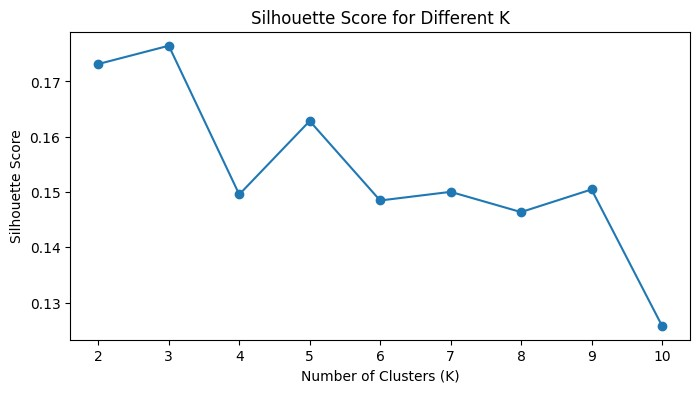 Silhouette Score for Different K
Silhouette Score
0.17
0.16
0.15
0.14
0.13
2 3 4 5 6 7 8 9 10
Number of Clusters (K)